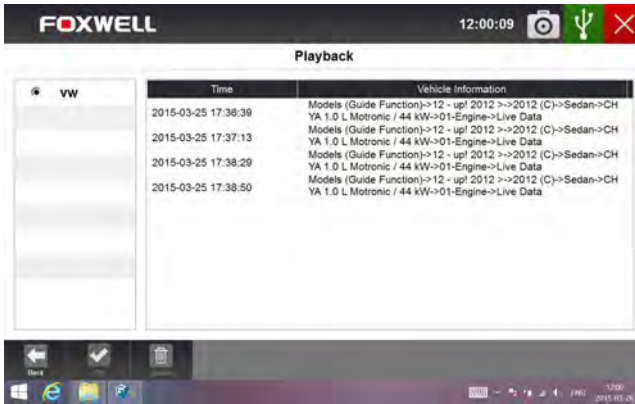 FOXWELL
12:00:09
Playback
VW
Time
Vehicle Information
2015-03-25 17:36:39
Models (Guide Function)->12 - up! 2012 >->2012 (C)->Sedan->CH
YA 1.0 L Motronic / 44 kW->01-Engine->Live Data
2015-03-25 17:37:13
Models (Guide Function)->12 - up! 2012 >->2012 (C)->Sedan->CH
YA 1.0 L Motronic / 44 kW->01-Engine->Live Data
2015-03-25 17:38:29
Models (Guide Function)->12 - up! 2012 >->2012 (C)->Sedan->CH
YA 1.0 L Motronic / 44 kW->01-Engine->Live Data
2015-03-25 17:38:50
Models (Guide Function)->12 - up! 2012 >->2012 (C)->Sedan->CH
YA 1.0 L Motronic / 44 kW->01-Engine->Live Data
Back
12:00
2015-03-26